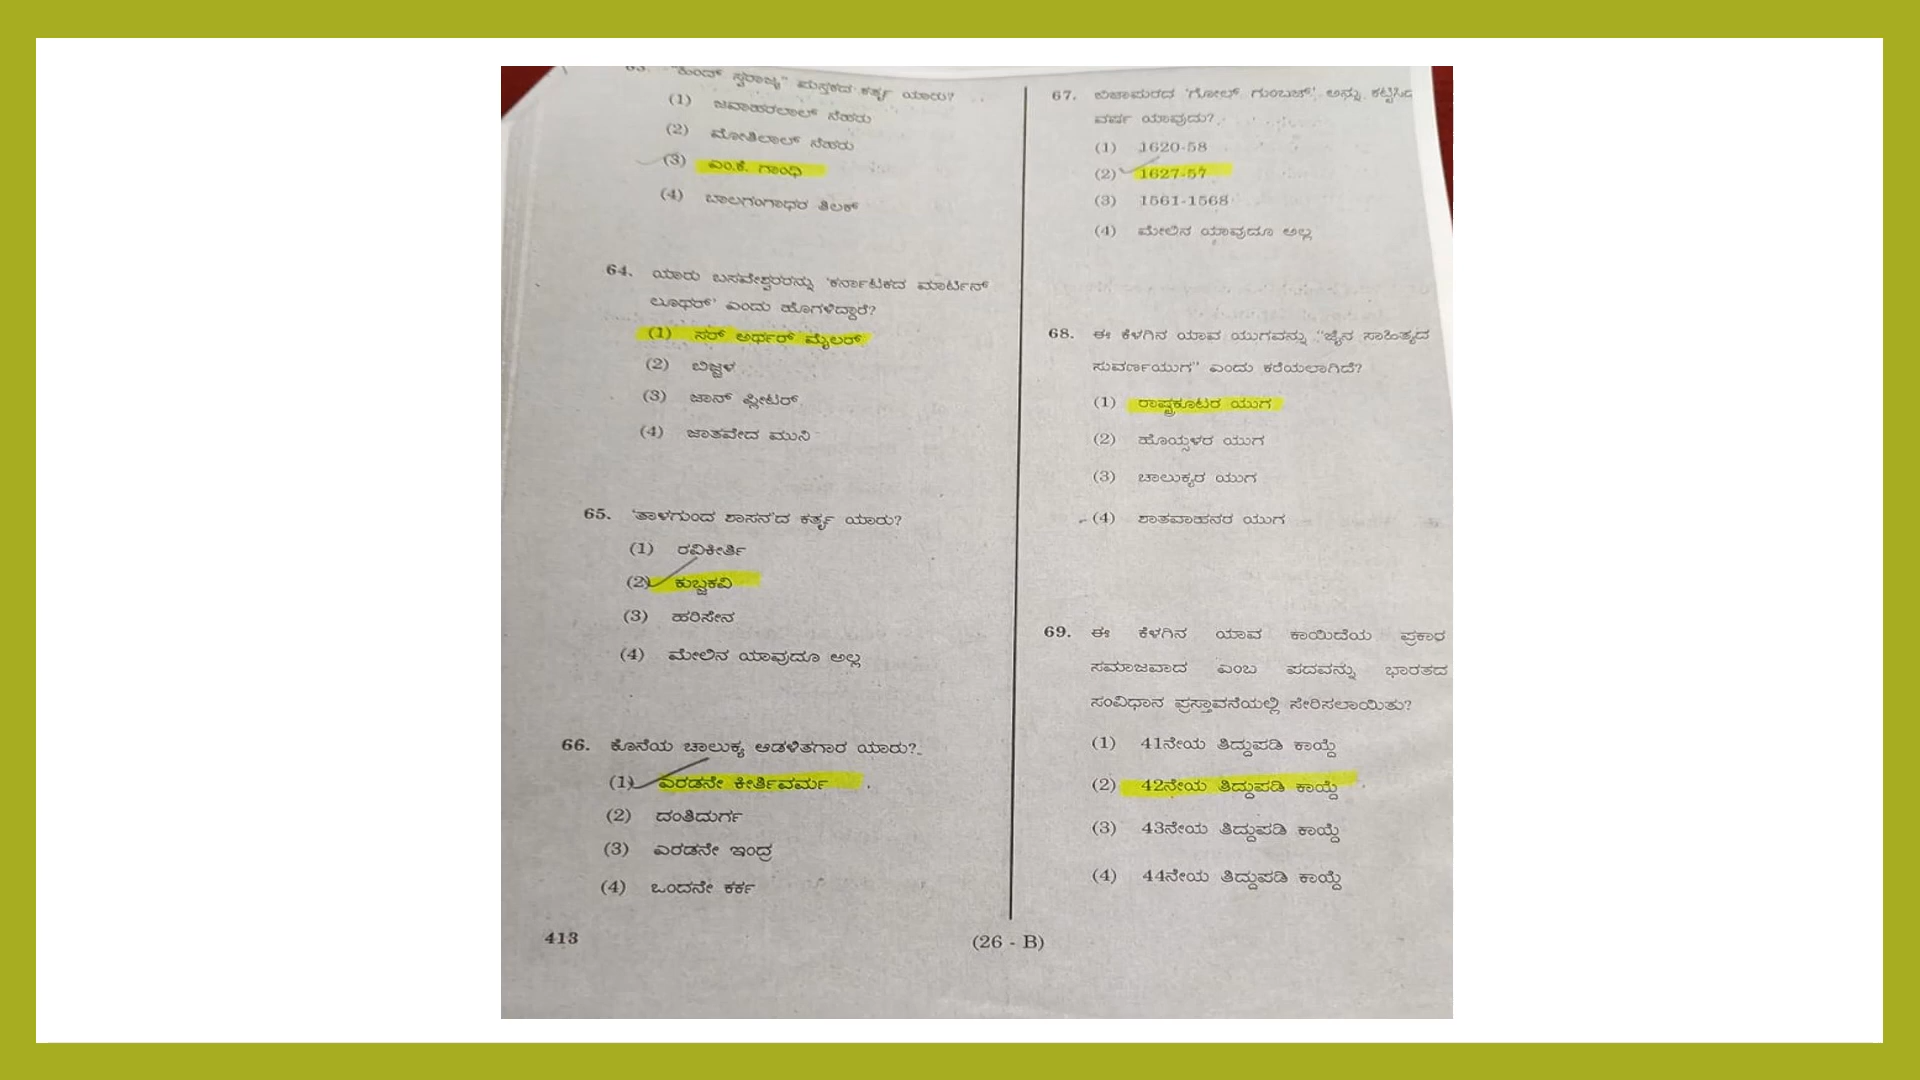 63. "ಹಿಂದ್ ಸ್ವರಾಜ್ಯ" ಪುಸ್ತಕದ ಕರ್ತೃ ಯಾರು?
(1) ಜವಾಹರಲಾಲ್ ನೆಹರು
(2) ಮೋತಿಲಾಲ್ ನೆಹರು
(3) ಎಂ.ಕೆ. ಗಾಂಧಿ
(4) ಬಾಲಗಂಗಾಧರ ತಿಲಕ್
64. ಯಾರು ಬಸವೇಶ್ವರರನ್ನು 'ಕರ್ನಾಟಕದ ಮಾರ್ಟಿನ್
ಲೂಥರ್' ಎಂದು ಹೊಗಳಿದ್ದಾರೆ?
(1) ಸರ್ ಅರ್ಥರ್ ಮೈಲರ್
(2) ಬಿಜ್ಜಳ
(3) ಜಾನ್ ಪ್ಲೀಟರ್
(4) ಜಾತವೇದ ಮುನಿ
65. 'ತಾಳಗುಂದ ಶಾಸನ'ದ ಕರ್ತೃ ಯಾರು?
(1) ರವಿಕೀರ್ತಿ
(2) ಕುಬ್ಜಕವಿ
(3) ಹರಿಸೇನ
(4) ಮೇಲಿನ ಯಾವುದೂ ಅಲ್ಲ
66. ಕೊನೆಯ ಚಾಲುಕ್ಯ ಆಡಳಿತಗಾರ ಯಾರು?
(1) ಎರಡನೇ ಕೀರ್ತಿವರ್ಮ
(2) ದಂತಿದುರ್ಗ
(3) ಎರಡನೇ ಇಂದ್ರ
(4) ಒಂದನೇ ಕರ್ಕ
67. ಬಿಜಾಪುರದ 'ಗೋಲ್ ಗುಂಬಜ್' ಅನ್ನು ಕಟ್ಟಿಸಿದ
ವರ್ಷ ಯಾವುದು?
(1) 1620-58
(2) 1627-57
(3) 1561-1568
(4) ಮೇಲಿನ ಯಾವುದೂ ಅಲ್ಲ
68. ಈ ಕೆಳಗಿನ ಯಾವ ಯುಗವನ್ನು "ಜೈನ ಸಾಹಿತ್ಯದ
ಸುವರ್ಣಯುಗ" ಎಂದು ಕರೆಯಲಾಗಿದೆ?
(1) ರಾಷ್ಟ್ರಕೂಟರ ಯುಗ
(2) ಹೊಯ್ಸಳರ ಯುಗ
(3) ಚಾಲುಕ್ಯರ ಯುಗ
(4) ಶಾತವಾಹನರ ಯುಗ
69. ಈ ಕೆಳಗಿನ ಯಾವ ಕಾಯಿದೆಯ ಪ್ರಕಾರ
ಸಮಾಜವಾದ ಎಂಬ ಪದವನ್ನು ಭಾರತದ
ಸಂವಿಧಾನ ಪ್ರಸ್ತಾವನೆಯಲ್ಲಿ ಸೇರಿಸಲಾಯಿತು?
(1) 41ನೇಯ ತಿದ್ದುಪಡಿ ಕಾಯ್ದೆ
(2) 42ನೇಯ ತಿದ್ದುಪಡಿ ಕಾಯ್ದೆ
(3) 43ನೇಯ ತಿದ್ದುಪಡಿ ಕಾಯ್ದೆ
(4) 44ನೇಯ ತಿದ್ದುಪಡಿ ಕಾಯ್ದೆ
413
(26 - B)